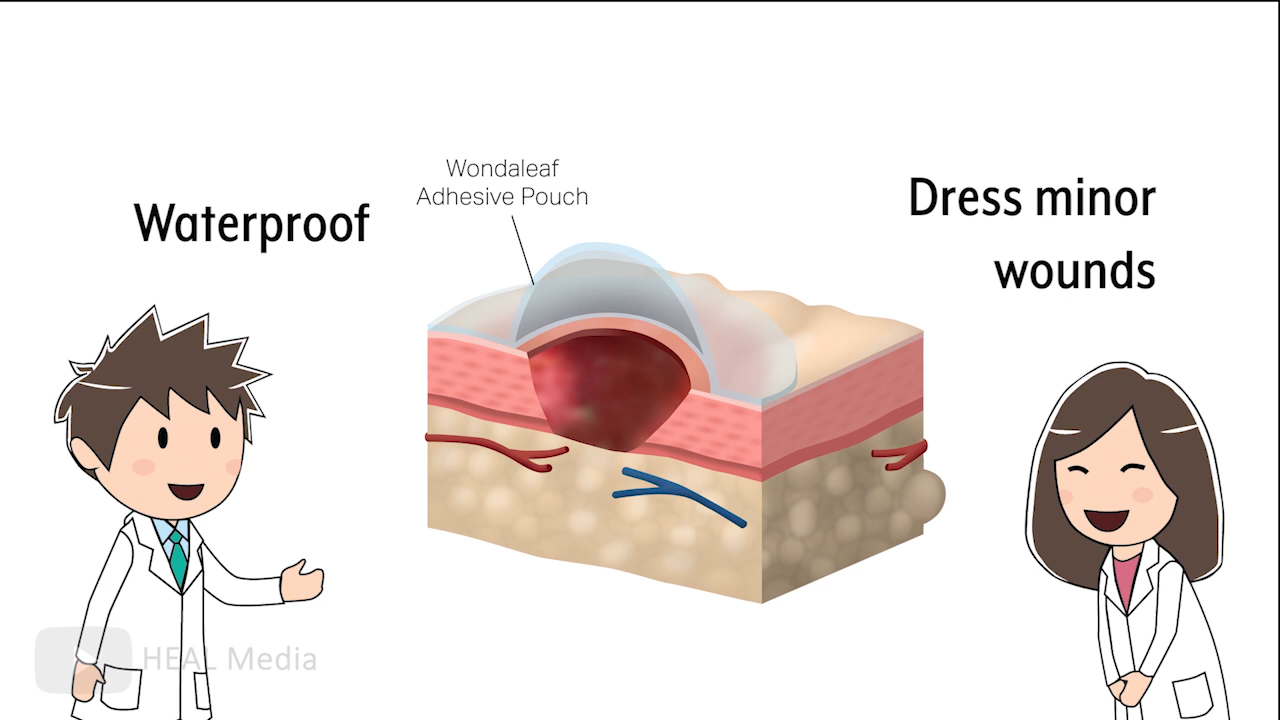 Wondaleaf
Adhesive Pouch
Waterproof
Dress minor
wounds
HEAL Media